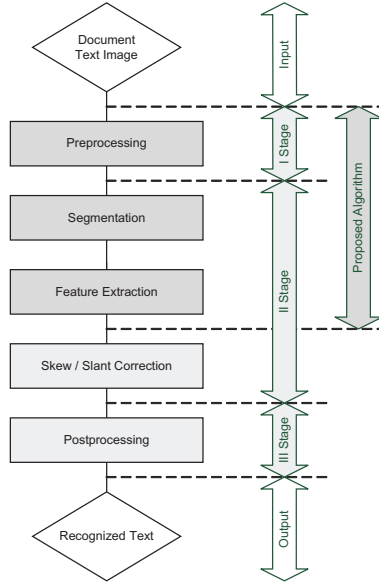 Document
Text Image
Input
Preprocessing
I Stage
Segmentation
Proposed Algorithm
Feature Extraction
II Stage
Skew / Slant Correction
Postprocessing
III Stage
Recognized Text
Output